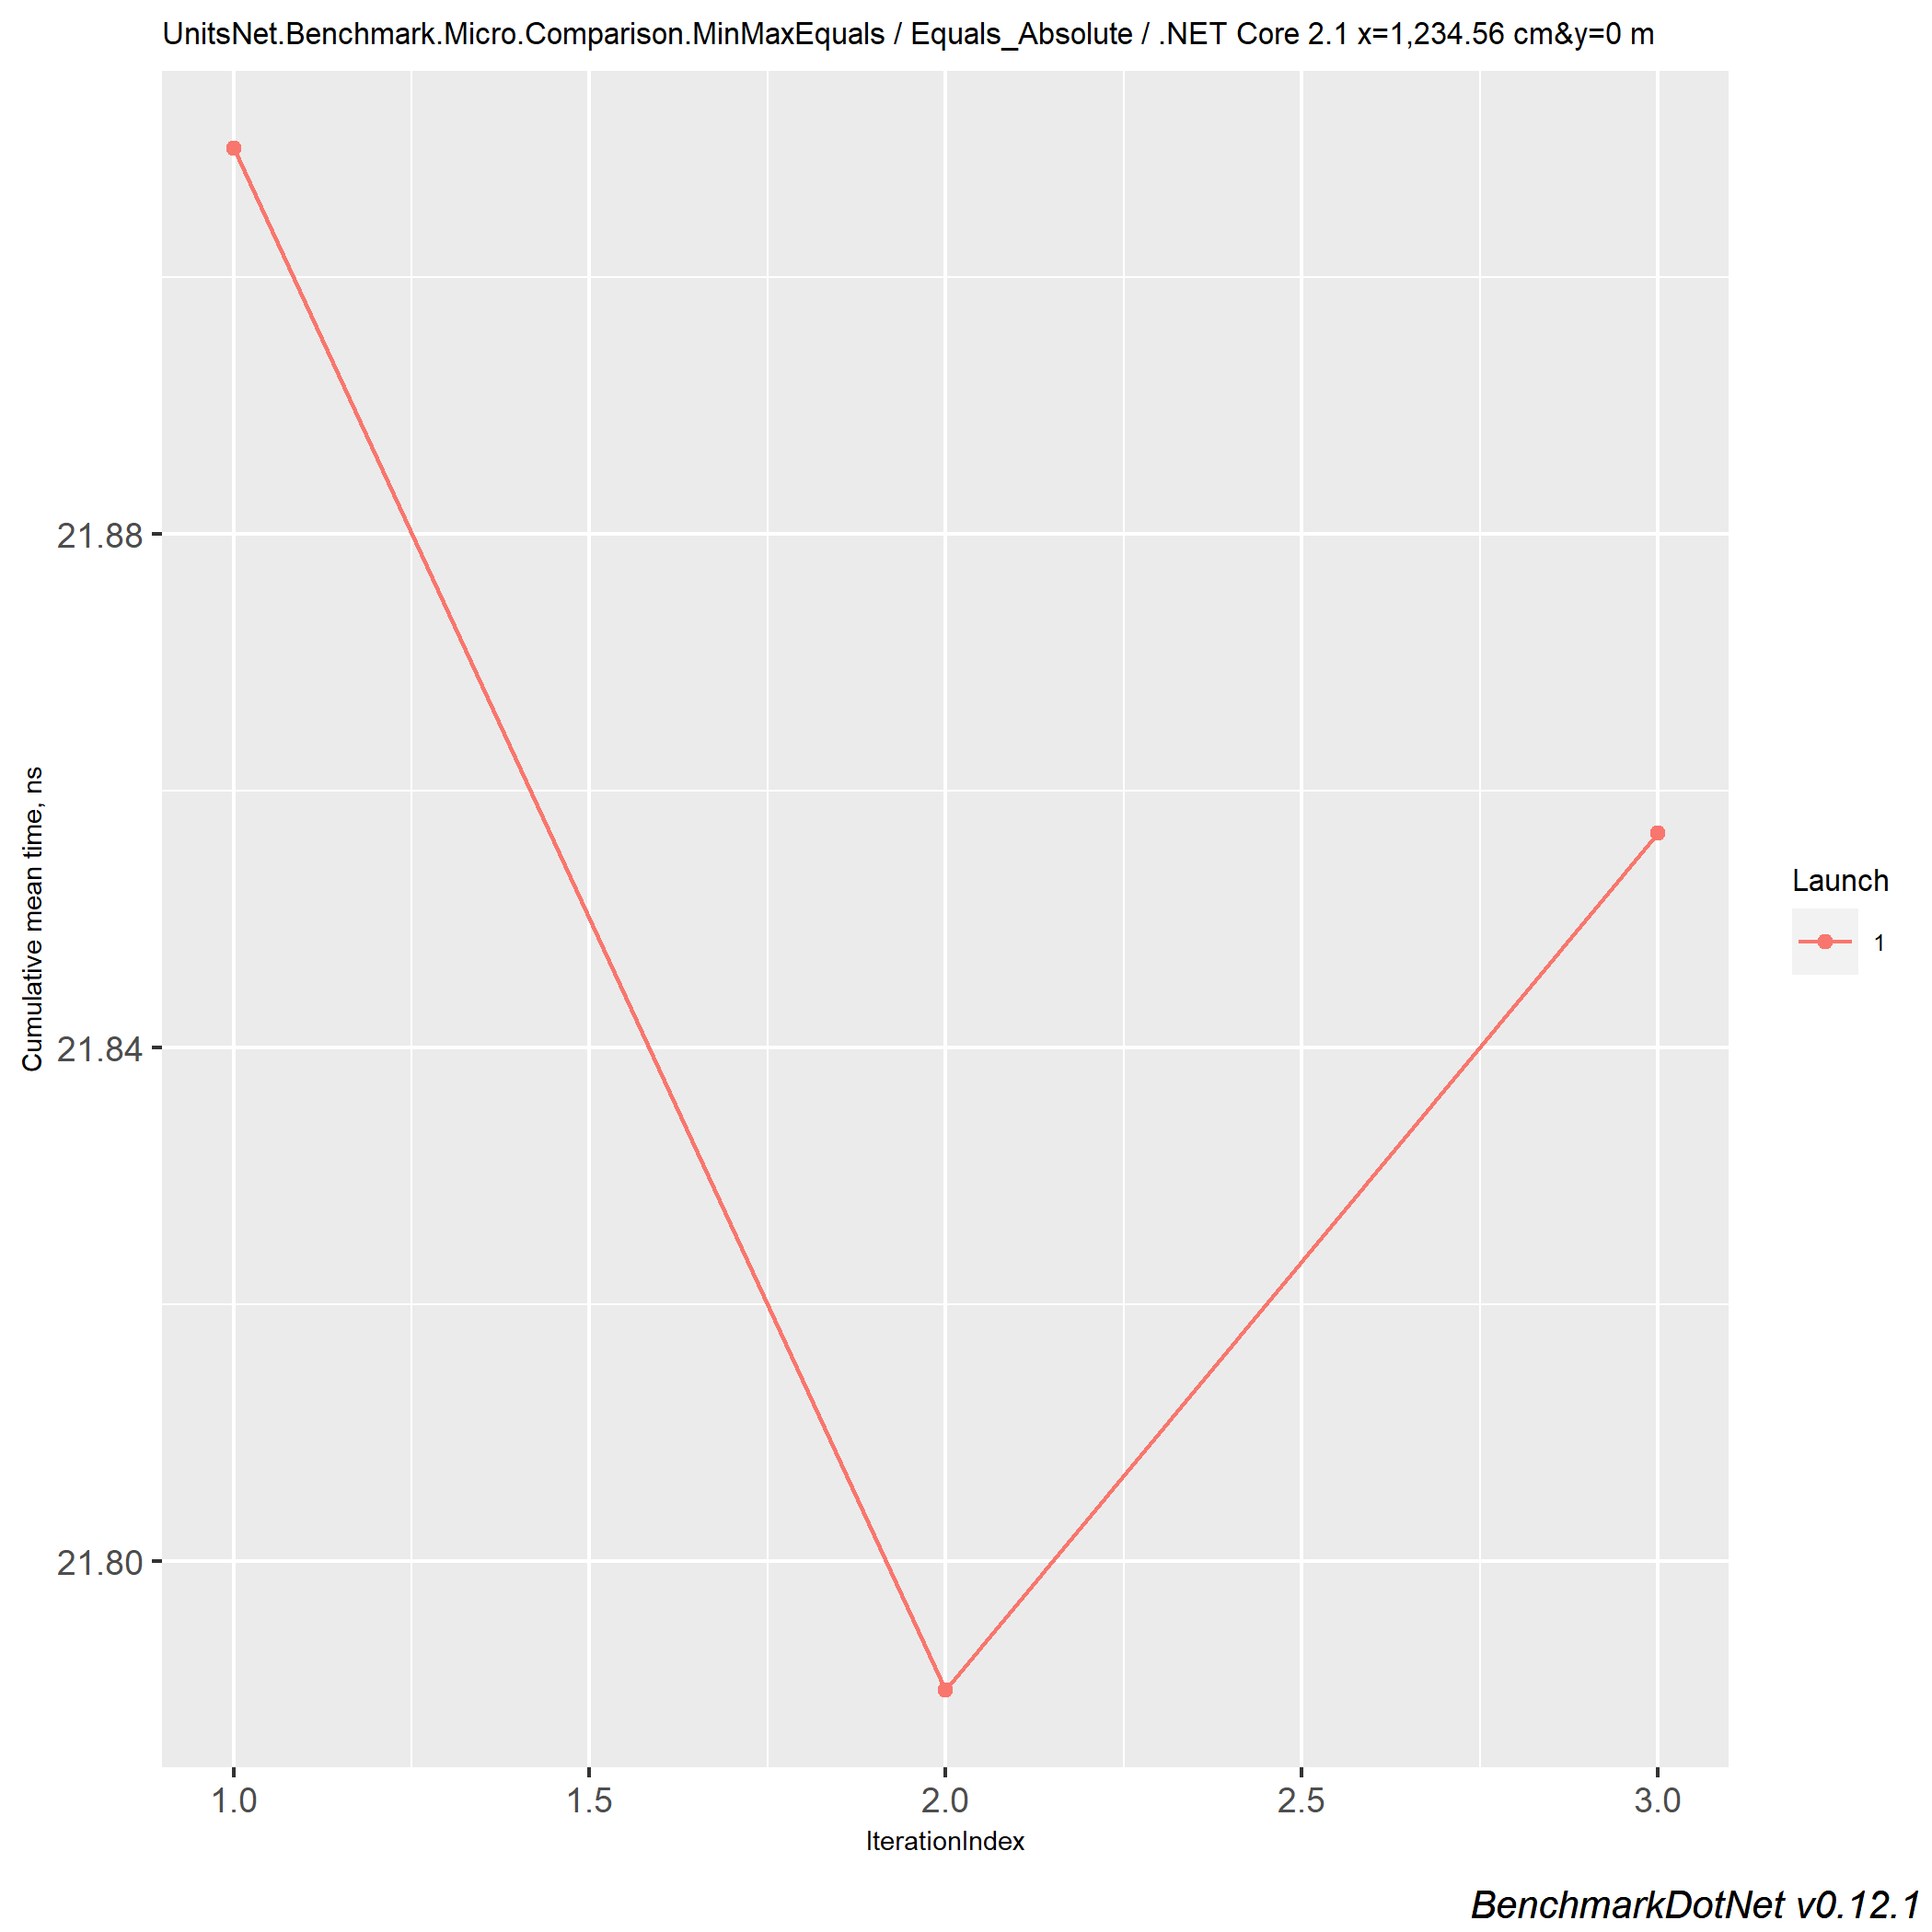 UnitsNet.Benchmark.Micro.Comparison.MinMaxEquals / Equals_Absolute / .NET Core 2.1 x=1,234.56 cm&y=0 m
Cumulative mean time, ns
21.88
21.84
21.80
1.0 1.5 2.0 2.5 3.0
IterationIndex
Launch
1
BenchmarkDotNet v0.12.1